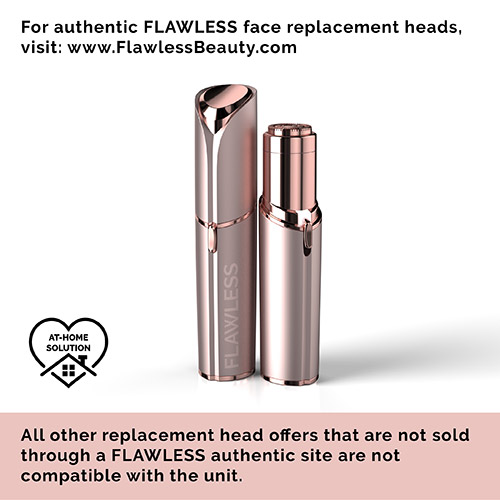 For authentic FLAWLESS face replacement heads,
visit: www.FlawlessBeauty.com
FLAWLESS
AT-HOME
SOLUTION
All other replacement head offers that are not sold
through a FLAWLESS authentic site are not
compatible with the unit.